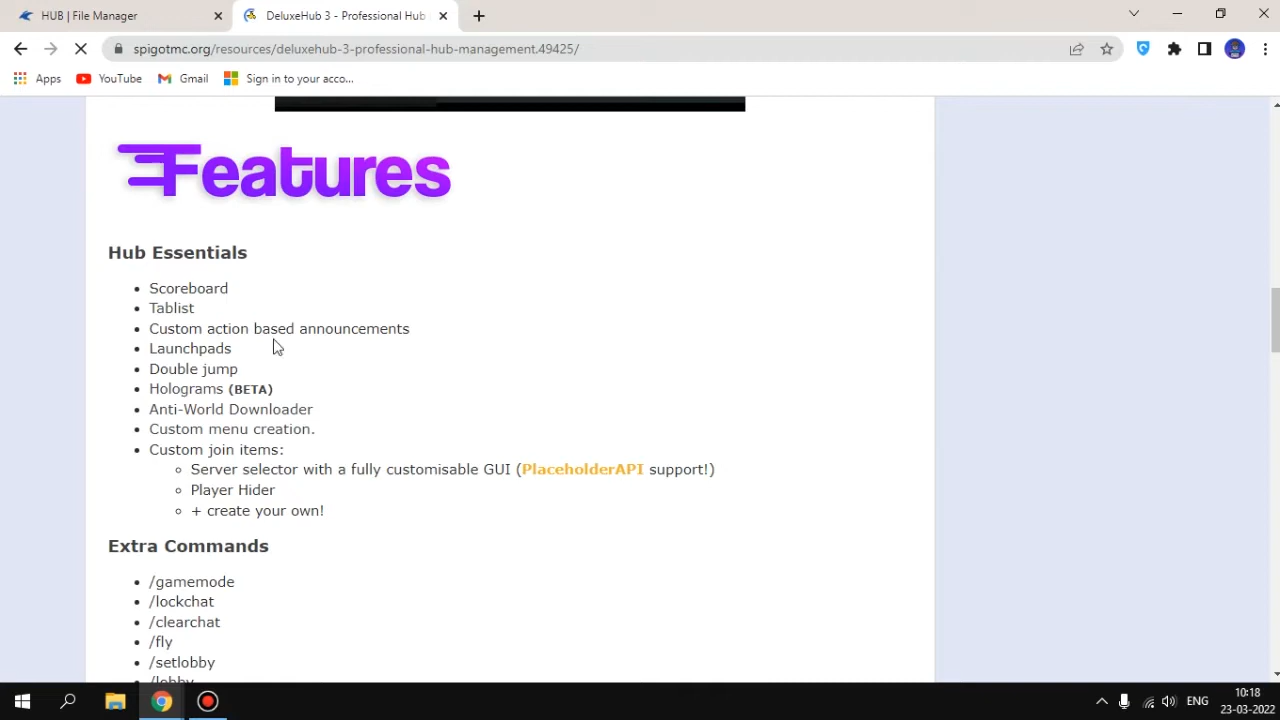 HUB | File Manager
DeluxeHub 3 - Professional Hub
spigotmc.org/resources/deluxehub-3-professional-hub-management.49425/
Apps
YouTube
Gmail
Sign in to your acco...
Features
Hub Essentials
• Scoreboard
• Tablist
• Custom action based announcements
• Launchpads
• Double jump
• Holograms (BETA)
• Anti-World Downloader
• Custom menu creation.
• Custom join items:
◦ Server selector with a fully customisable GUI (PlaceholderAPI support!)
◦ Player Hider
◦ + create your own!
Extra Commands
• /gamemode
• /lockchat
• /clearchat
• /fly
• /setlobby
• /lobby
ENG
10:18
23-03-2022